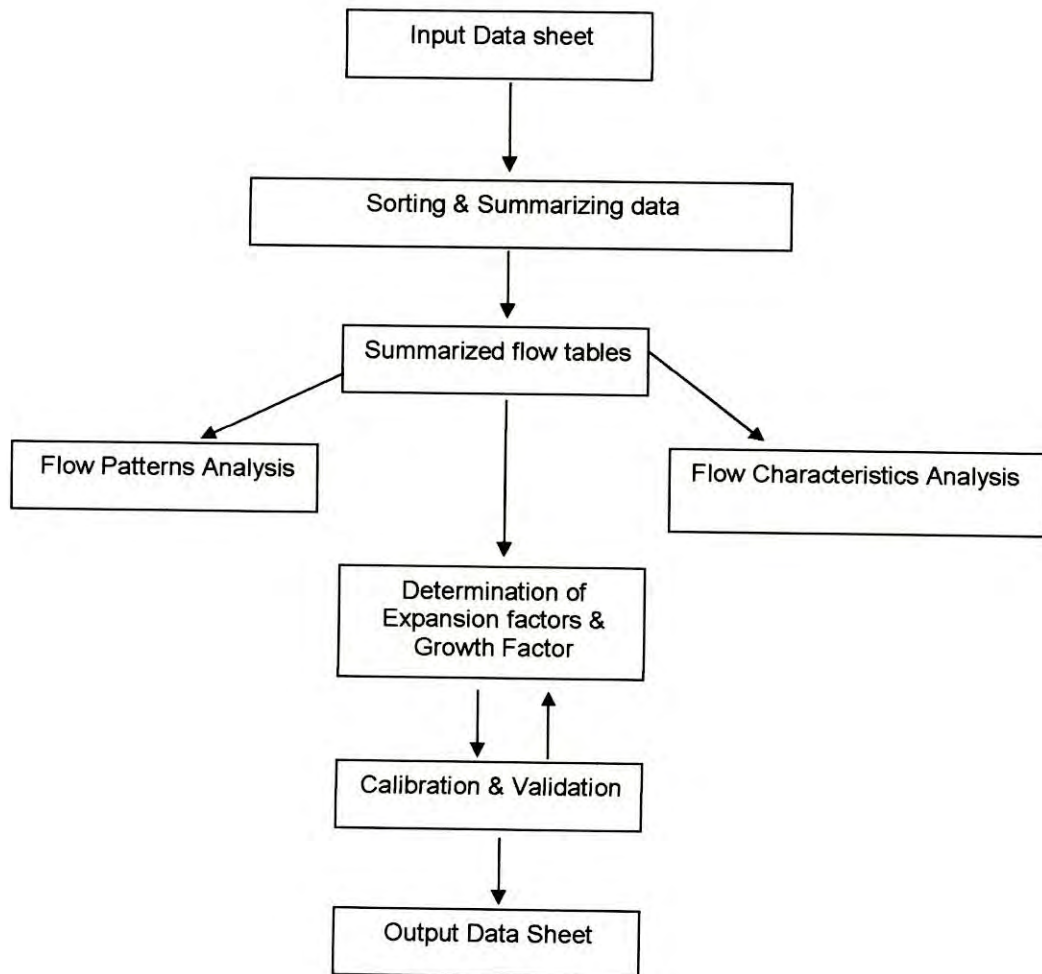 Input Data sheet
Sorting & Summarizing data
Summarized flow tables
Flow Patterns Analysis
Flow Characteristics Analysis
Determination of
Expansion factors &
Growth Factor
Calibration & Validation
Output Data Sheet